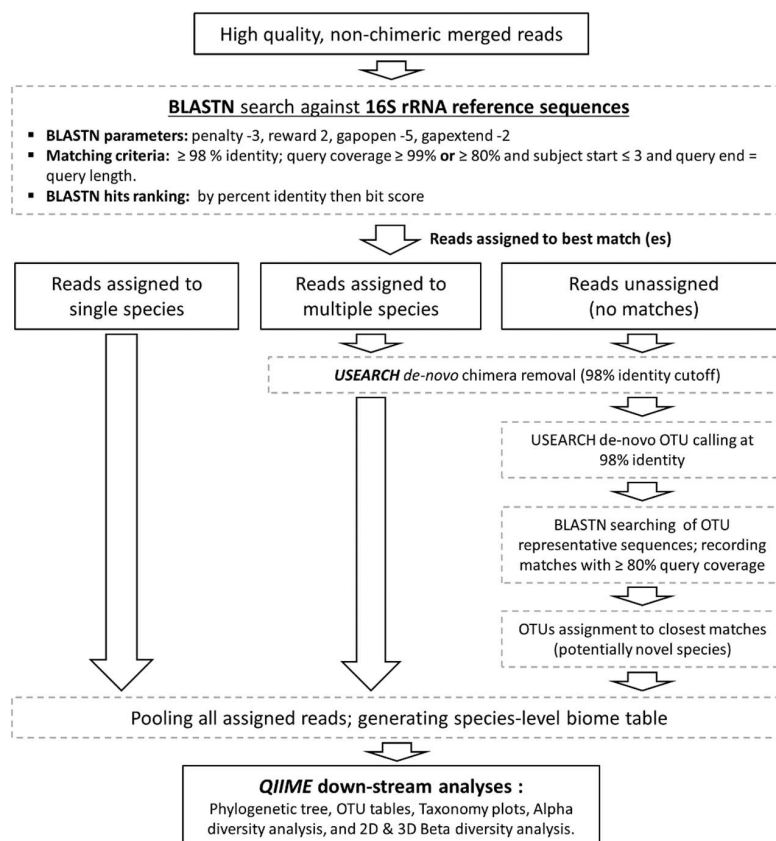 High quality, non-chimeric merged reads
BLASTN search against 16S rRNA reference sequences
▪ BLASTN parameters: penalty -3, reward 2, gapopen -5, gapextend -2
▪ Matching criteria: ≥ 98 % identity; query coverage ≥ 99% or ≥ 80% and subject start ≤ 3 and query end =
query length.
▪ BLASTN hits ranking: by percent identity then bit score
Reads assigned to best match (es)
Reads assigned to
single species
Reads assigned to
multiple species
Reads unassigned
(no matches)
USEARCH de-novo chimera removal (98% identity cutoff)
USEARCH de-novo OTU calling at
98% identity
BLASTN searching of OTU
representative sequences; recording
matches with ≥ 80% query coverage
OTUs assignment to closest matches
(potentially novel species)
Pooling all assigned reads; generating species-level biome table
QIIME down-stream analyses :
Phylogenetic tree, OTU tables, Taxonomy plots, Alpha
diversity analysis, and 2D & 3D Beta diversity analysis.